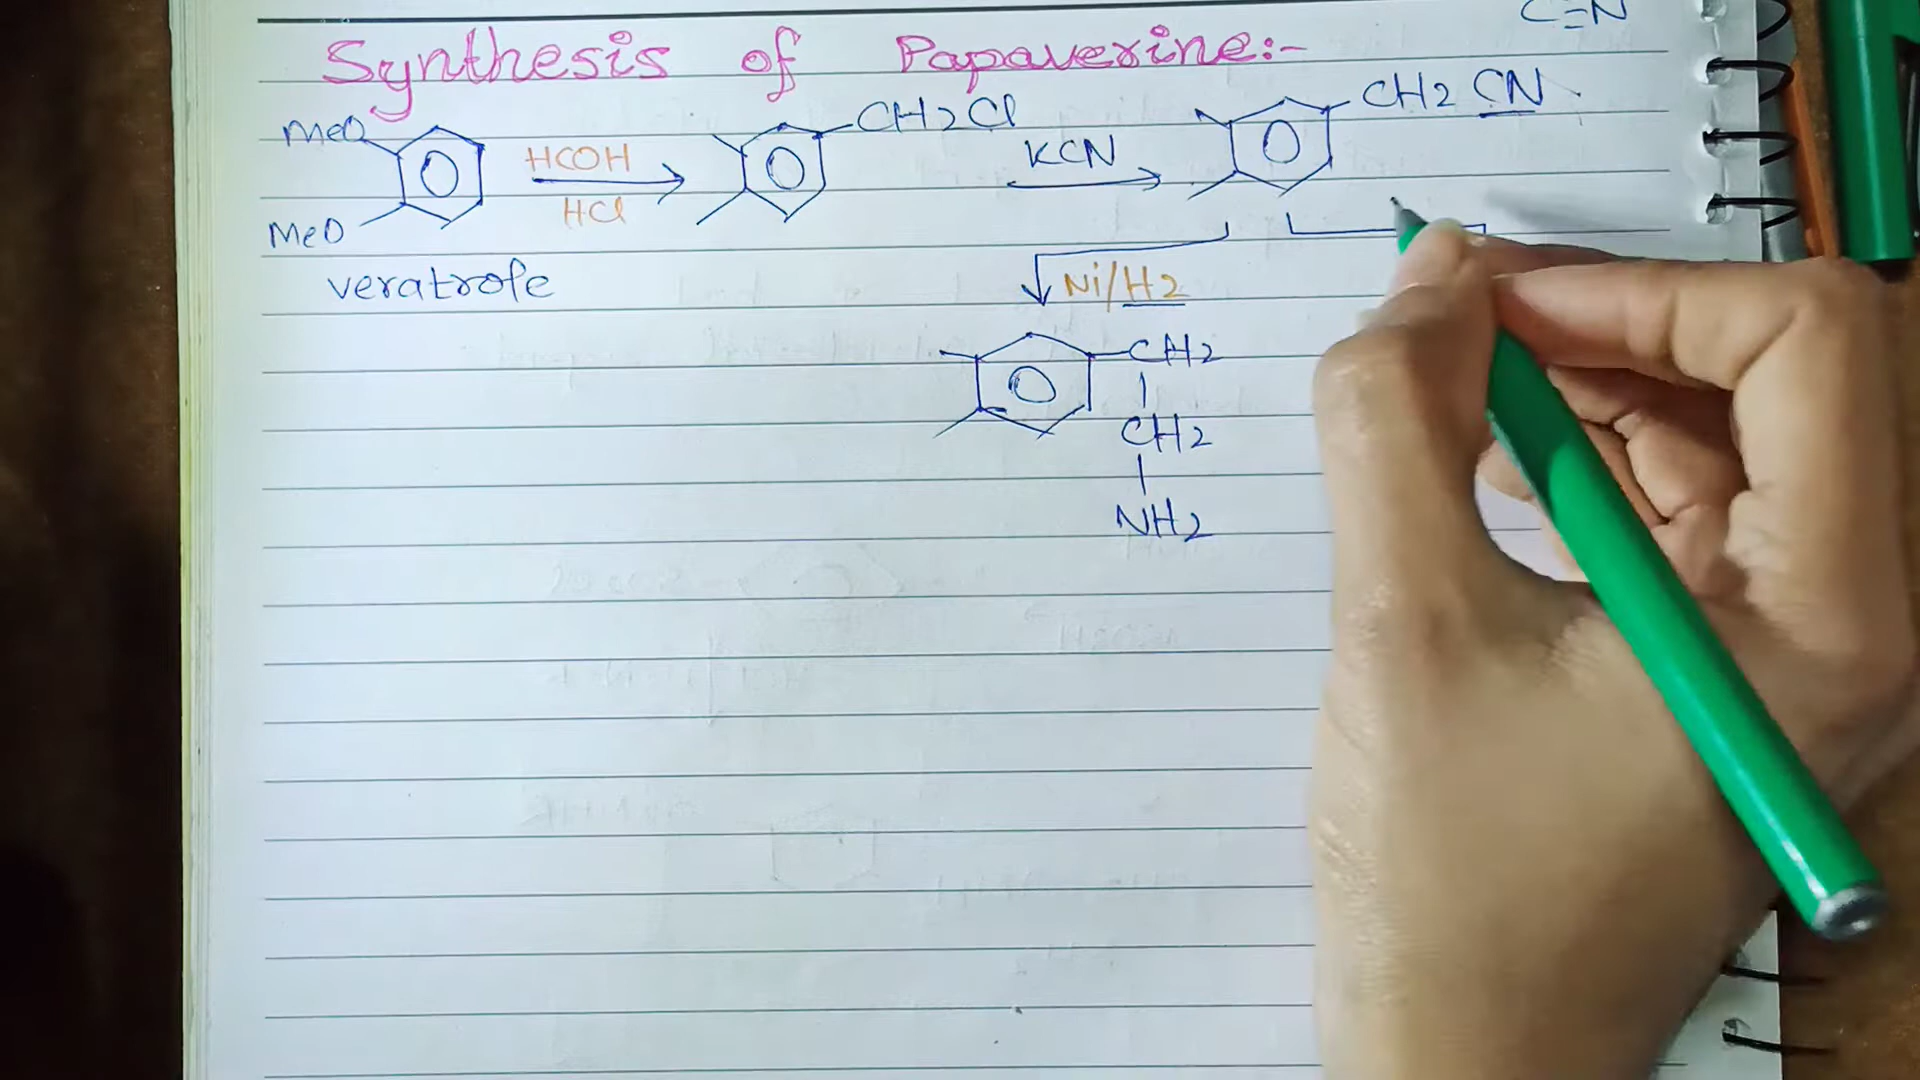 C≡N
Synthesis of Papaverine:-
MeO HCOH HCl CH2Cl KCN CH2 CN
MeO
veratrole
Ni/H2
CH2
CH2
NH2